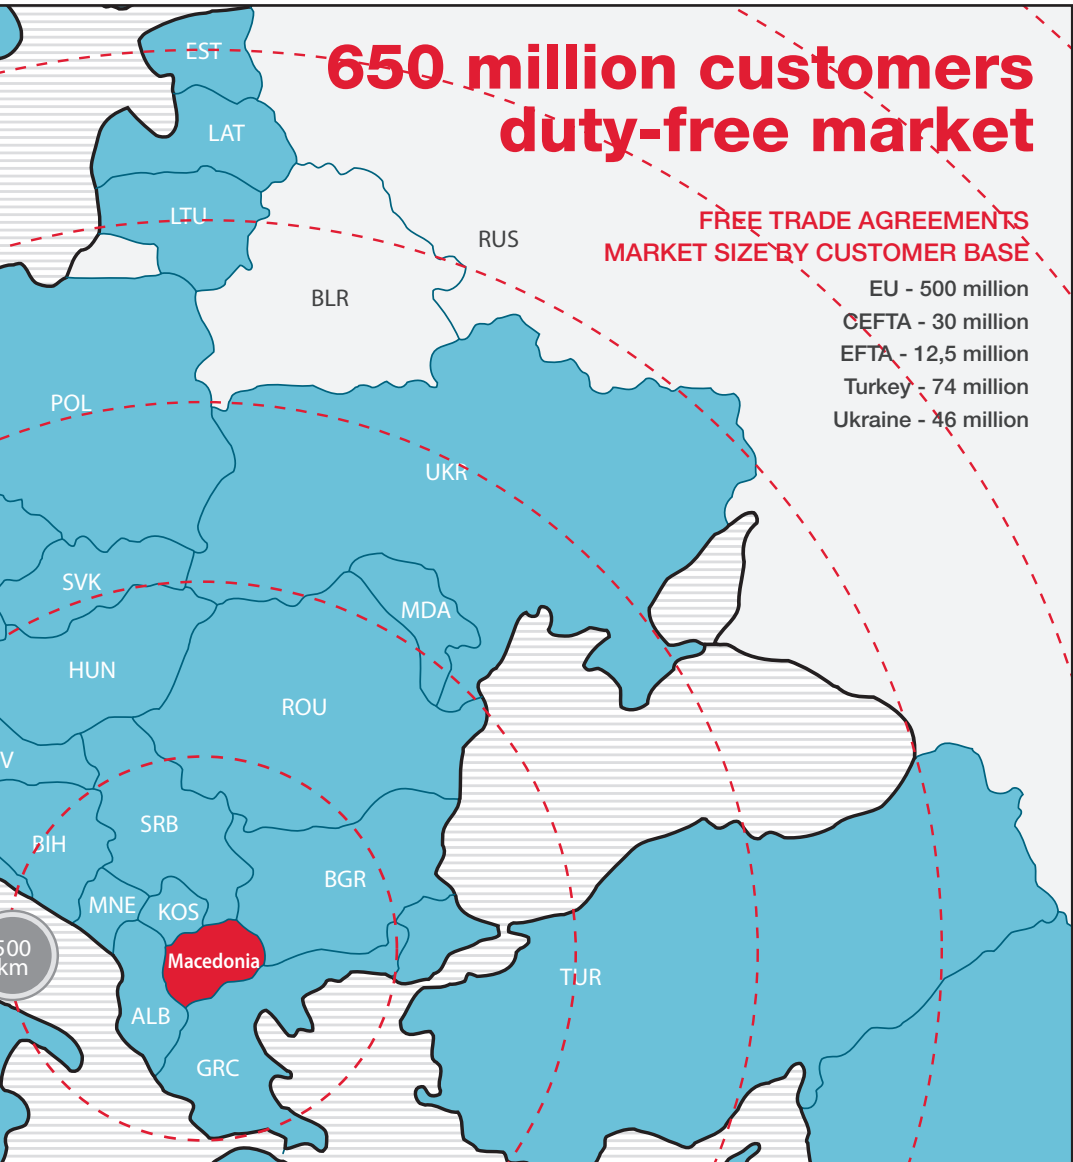 650 million customers
duty-free market
FREE TRADE AGREEMENTS
MARKET SIZE BY CUSTOMER BASE
EU - 500 million
CEFTA - 30 million
EFTA - 12,5 million
Turkey - 74 million
Ukraine - 46 million
EST
LAT
LTU
RUS
BLR
POL
UKR
SVK
MDA
HUN
ROU
V
SRB
BIH
BGR
MNE
KOS
500
km
Macedonia
TUR
ALB
GRC